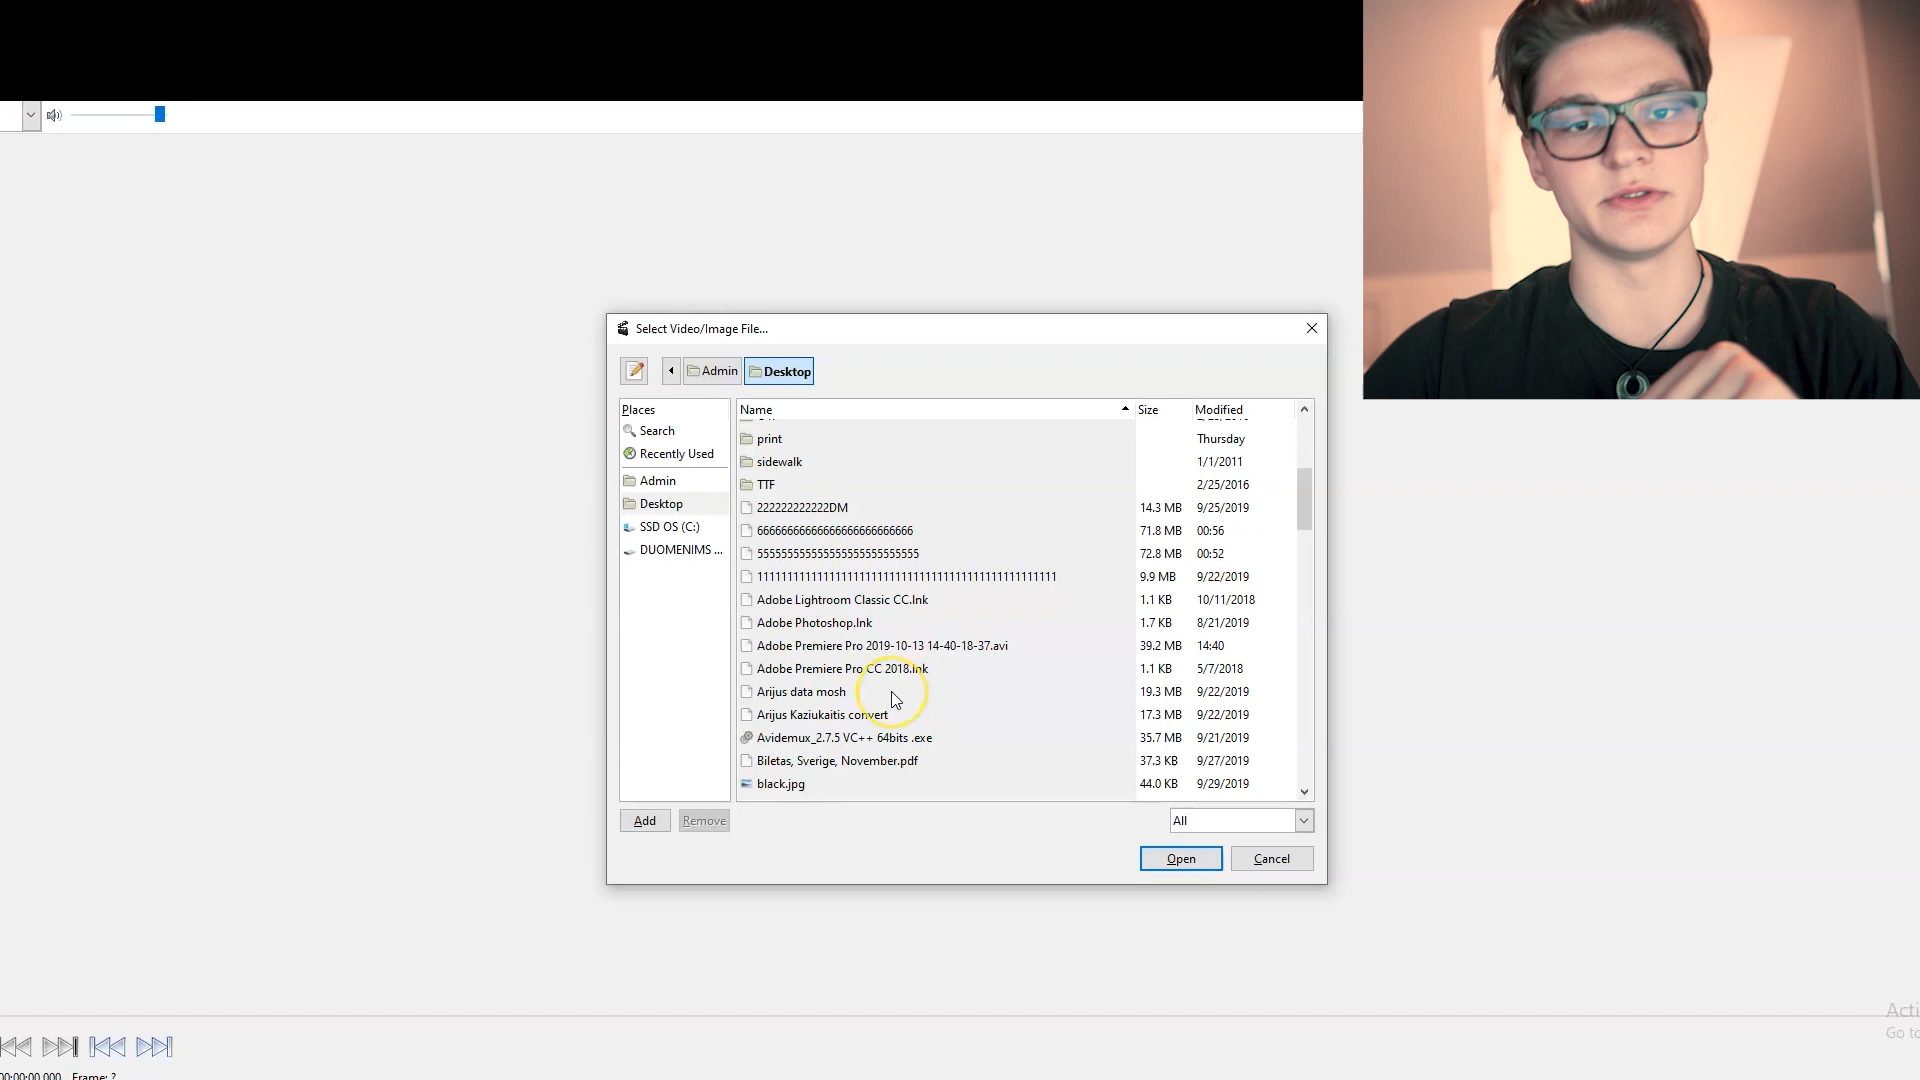 Select Video/Image File...
Admin
Desktop
Places
Search
Recently Used
Admin
Desktop
SSD OS (C:)
DUOMENIMS ...
Name Size Modified
print Thursday
sidewalk 1/1/2011
TTF 2/25/2016
222222222222DM 14.3 MB 9/25/2019
66666666666666666666666666 71.8 MB 00:56
555555555555555555555555555 72.8 MB 00:52
9.9 MB 9/22/2019
Adobe Lightroom Classic CC.lnk 1.1 KB 10/11/2018
Adobe Photoshop.lnk 1.7 KB 8/21/2019
Adobe Premiere Pro 2019-10-13 14-40-18-37.avi 39.2 MB 14:40
Adobe Premiere Pro CC 2018.lnk 1.1 KB 5/7/2018
Arijus data mosh 19.3 MB 9/22/2019
Arijus Kaziukaitis convert 17.3 MB 9/22/2019
Avidemux_2.7.5 VC++ 64bits .exe 35.7 MB 9/21/2019
Biletas, Sverige, November.pdf 37.3 KB 9/27/2019
black.jpg 44.0 KB 9/29/2019
Add
Remove
All
Open
Cancel
Acti
Go to
00:00:00.000 Frame: ?